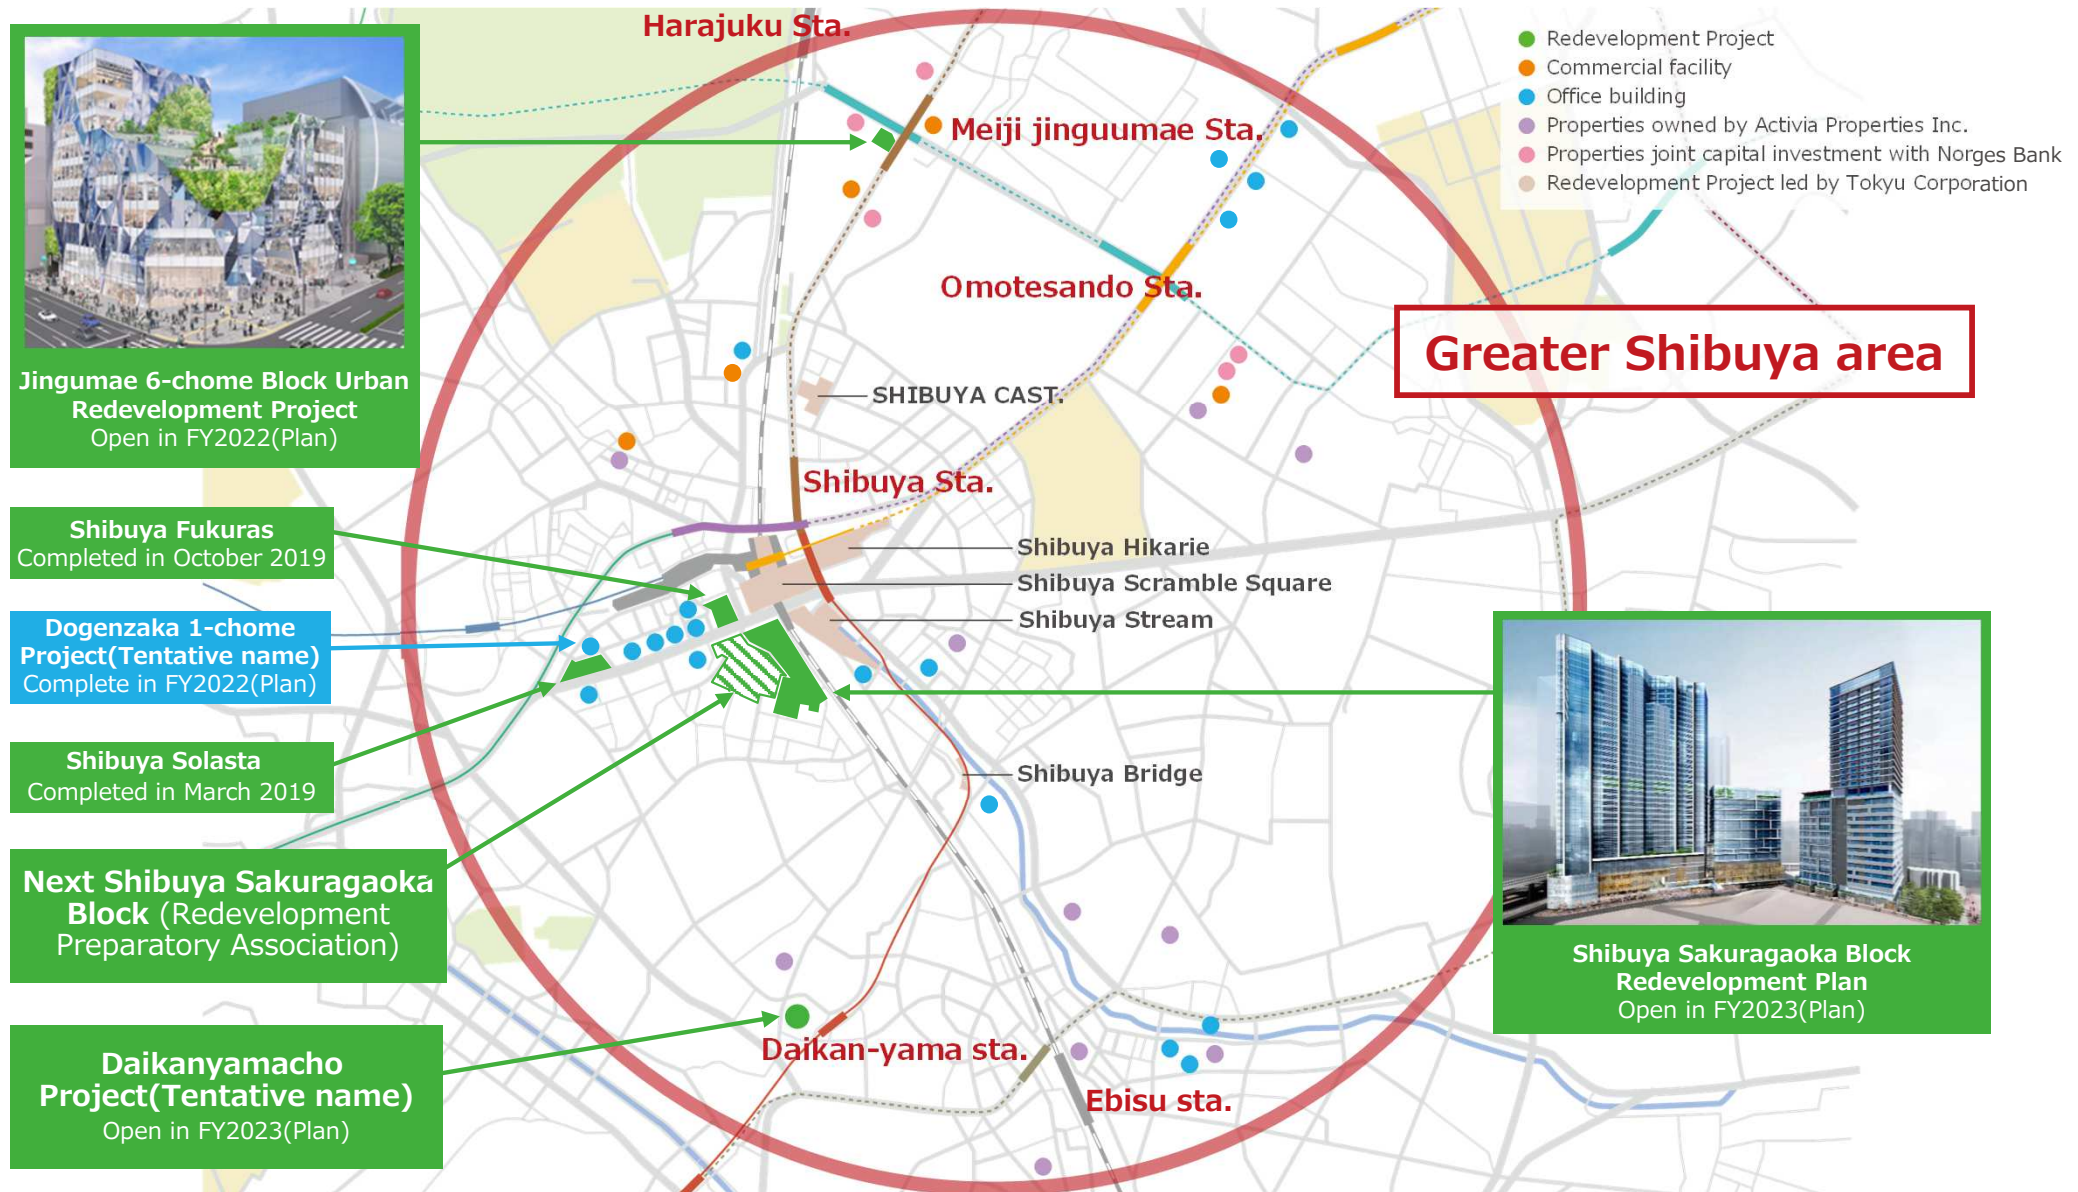 Harajuku Sta.
Redevelopment Project
Commercial facility
Office building
Properties owned by Activia Properties Inc.
Properties joint capital investment with Norges Bank
Redevelopment Project led by Tokyu Corporation
Meiji jinguumae Sta.
Omotesando Sta.
Greater Shibuya area
Jingumae 6-chome Block Urban
Redevelopment Project
Open in FY2022(Plan)
SHIBUYA CAST.
Shibuya Sta.
Shibuya Fukuras
Completed in October 2019
Shibuya Hikarie
Shibuya Scramble Square
Shibuya Stream
Dogenzaka 1-chome
Project(Tentative name)
Complete in FY2022(Plan)
Shibuya Solasta
Completed in March 2019
Shibuya Bridge
Next Shibuya Sakuragaoka
Block (Redevelopment
Preparatory Association)
Shibuya Sakuragaoka Block
Redevelopment Plan
Open in FY2023(Plan)
Daikanyamacho
Project(Tentative name)
Open in FY2023(Plan)
Daikan-yama sta.
Ebisu sta.